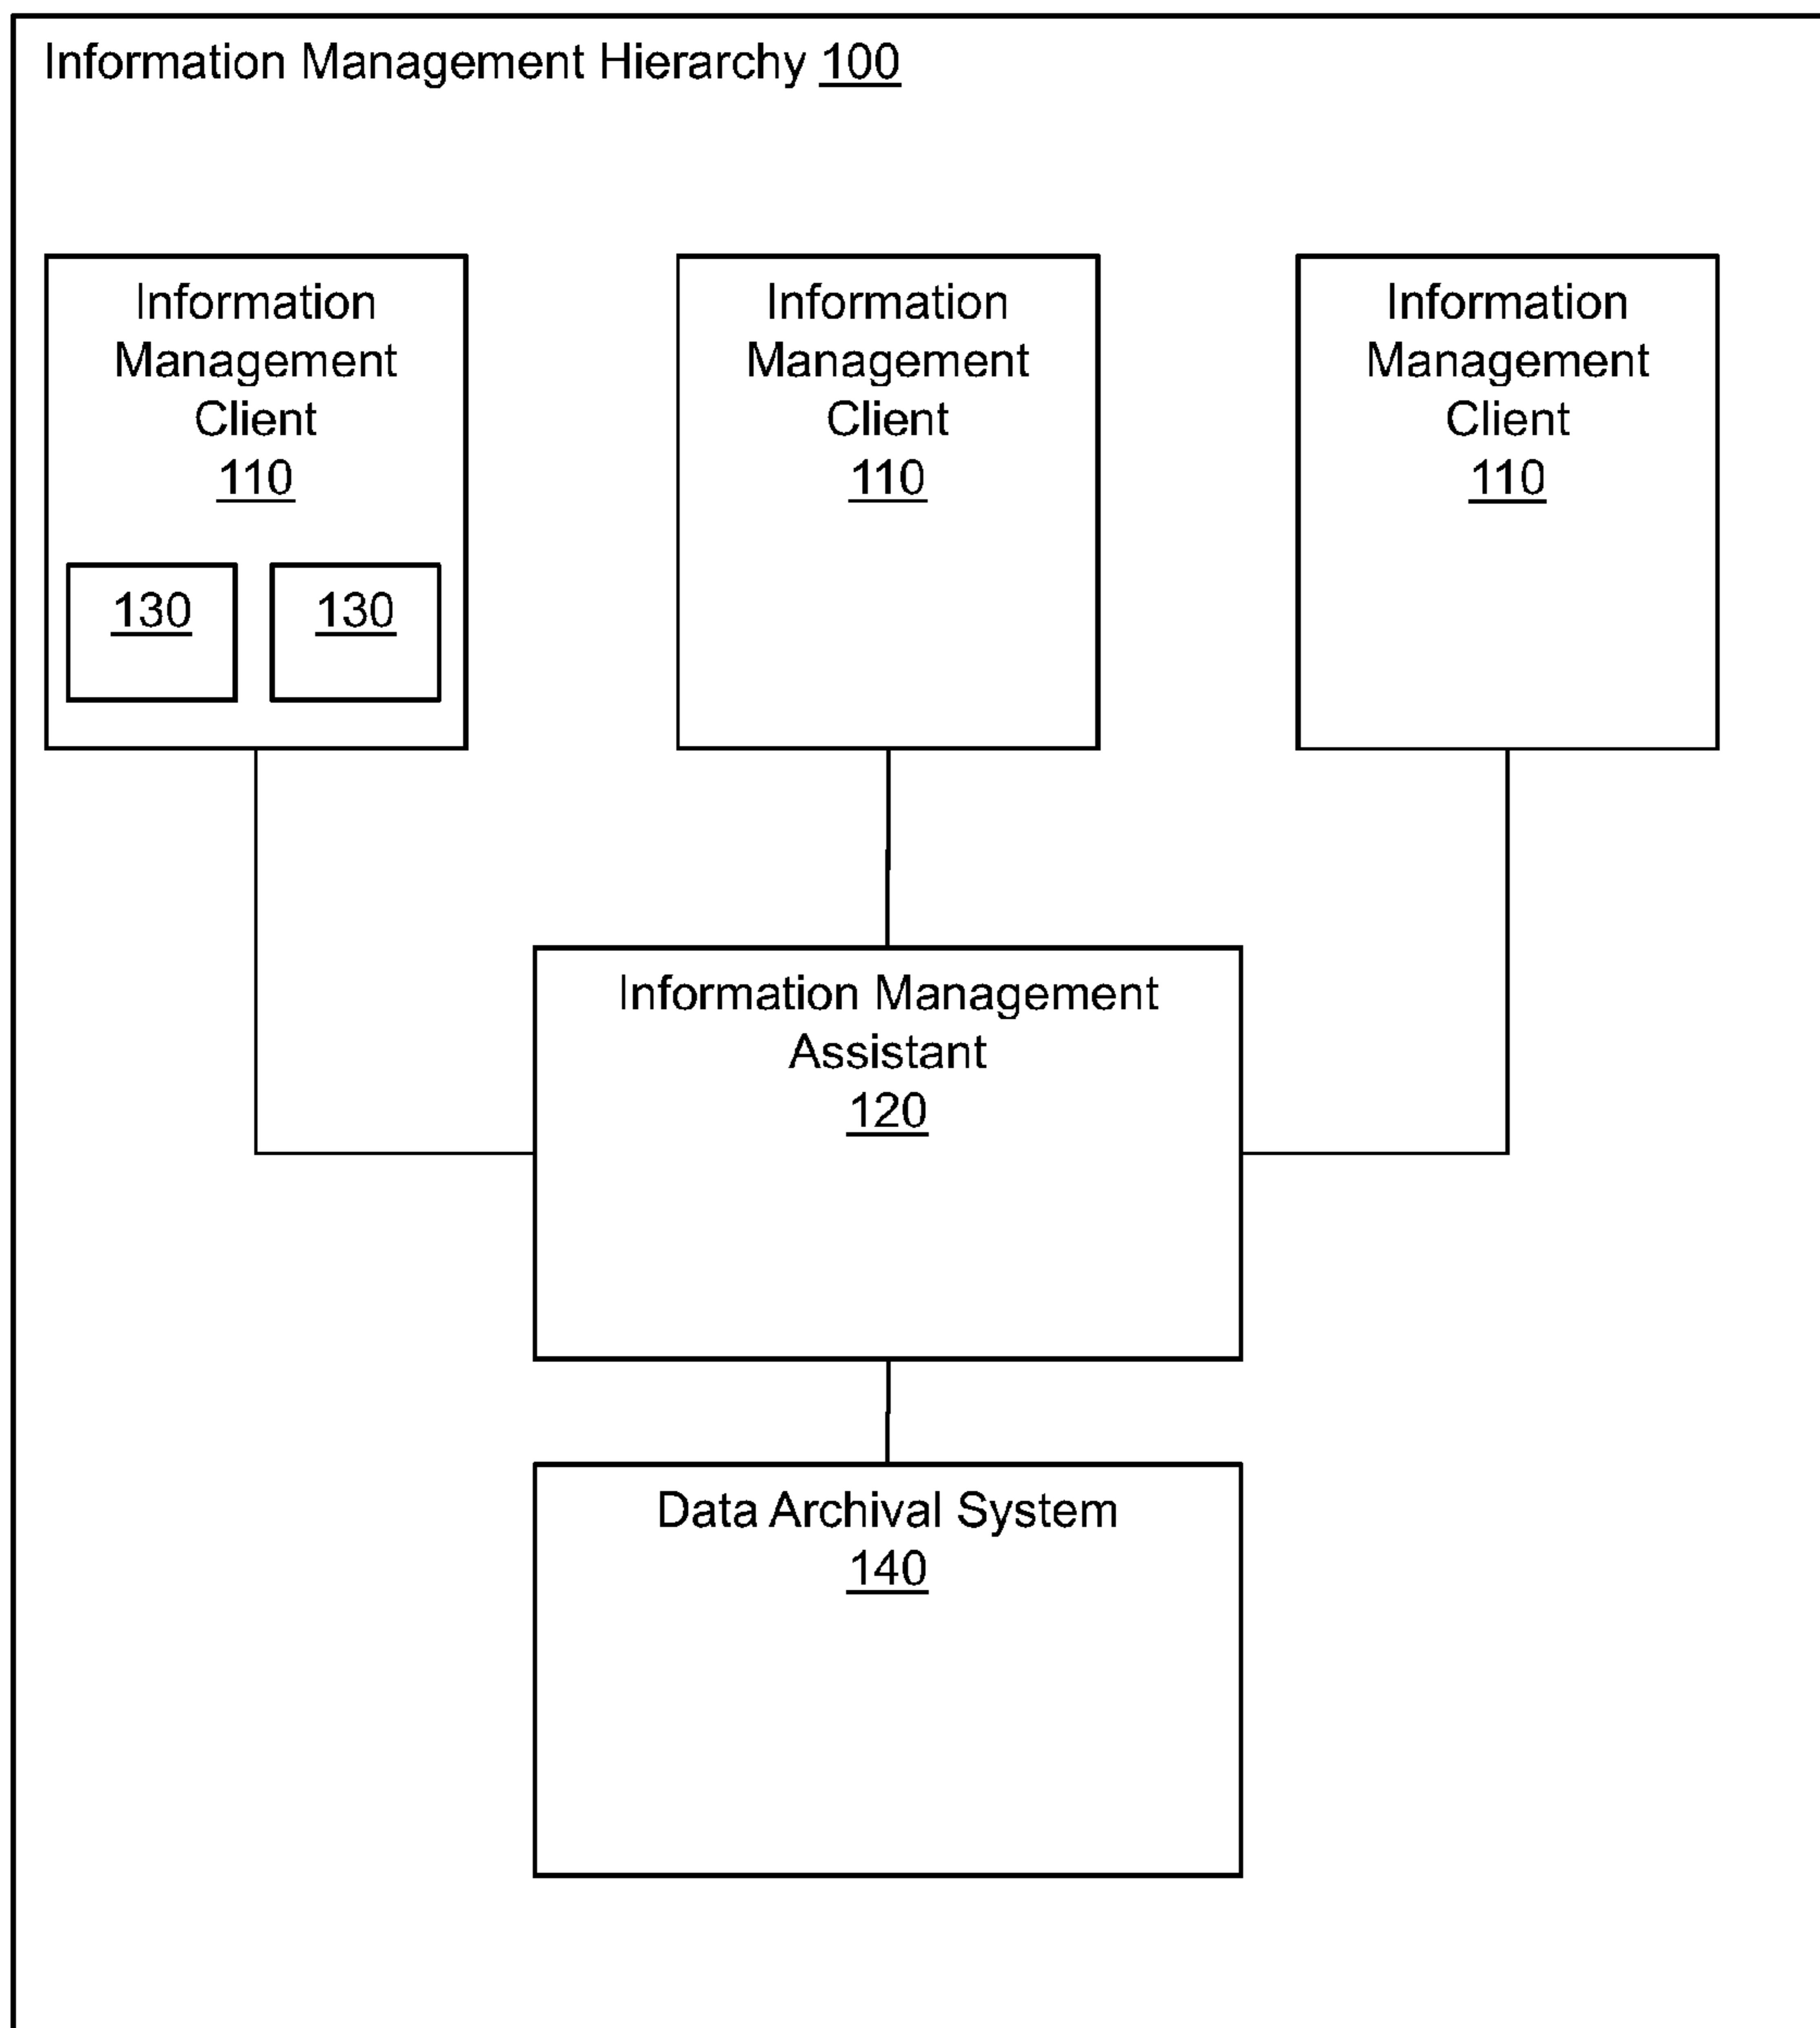 Information Management Hierarchy 100
Information
Management
Client
110
130
130
Information
Management
Client
110
Information
Management
Client
110
Information Management
Assistant
120
Data Archival System
140